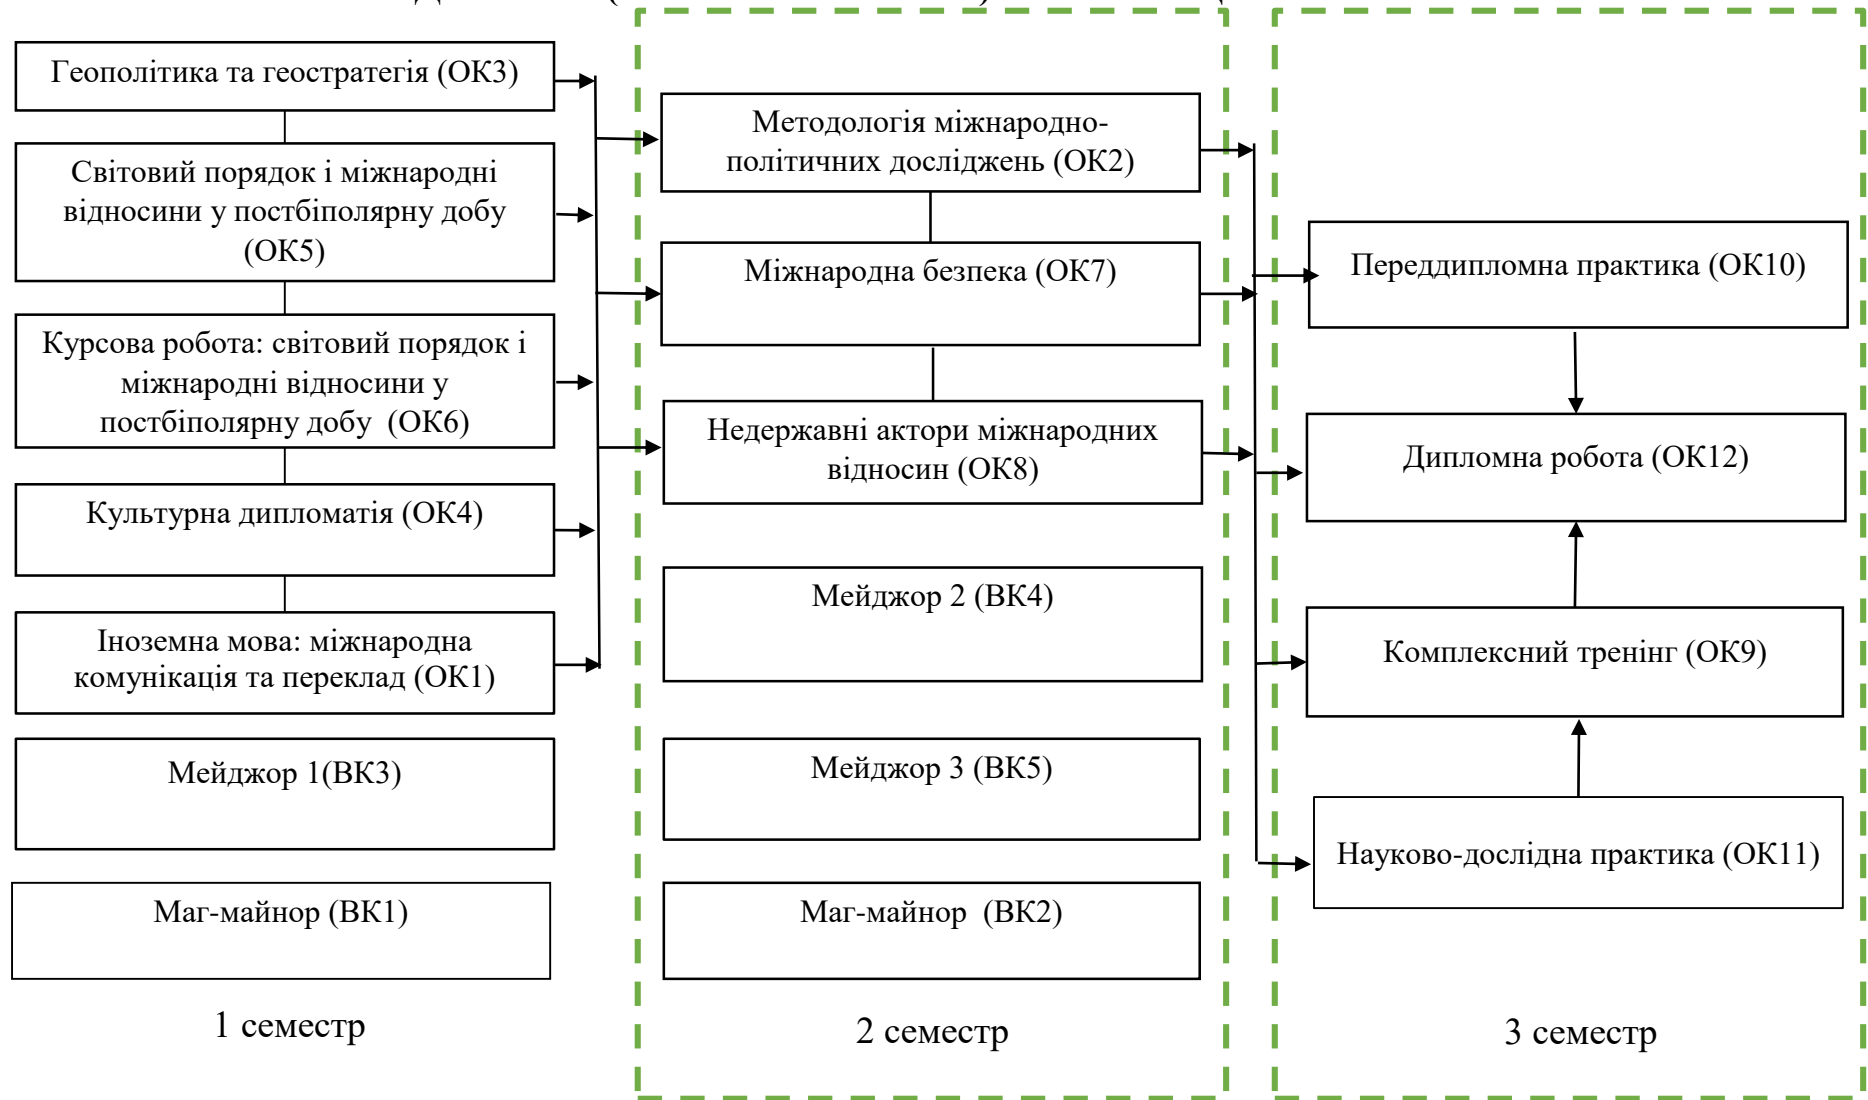 Геополітика та геостратегія (ОК3)
Світовий порядок і міжнародні
відносини у постбіполярну добу
(ОК5)
Курсова робота: світовий порядок і
міжнародні відносини у
постбіполярну добу (ОК6)
Культурна дипломатія (ОК4)
Іноземна мова: міжнародна
комунікація та переклад (ОК1)
Мейджор 1(ВК3)
Маг-майнор (ВК1)
1 семестр
Методологія міжнародно-
політичних досліджень (ОК2)
Міжнародна безпека (ОК7)
Недержавні актори міжнародних
відносин (ОК8)
Мейджор 2 (ВК4)
Мейджор 3 (ВК5)
Маг-майнор (ВК2)
2 семестр
Переддипломна практика (ОК10)
Дипломна робота (ОК12)
Комплексний тренінг (ОК9)
Науково-дослідна практика (ОК11)
3 семестр